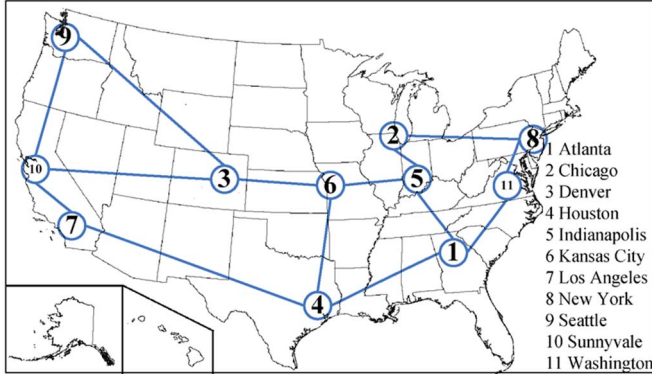 9
2
8
10
3
6
5
11
7
1
4
1 Atlanta
2 Chicago
3 Denver
4 Houston
5 Indianapolis
6 Kansas City
7 Los Angeles
8 New York
9 Seattle
10 Sunnyvale
11 Washington